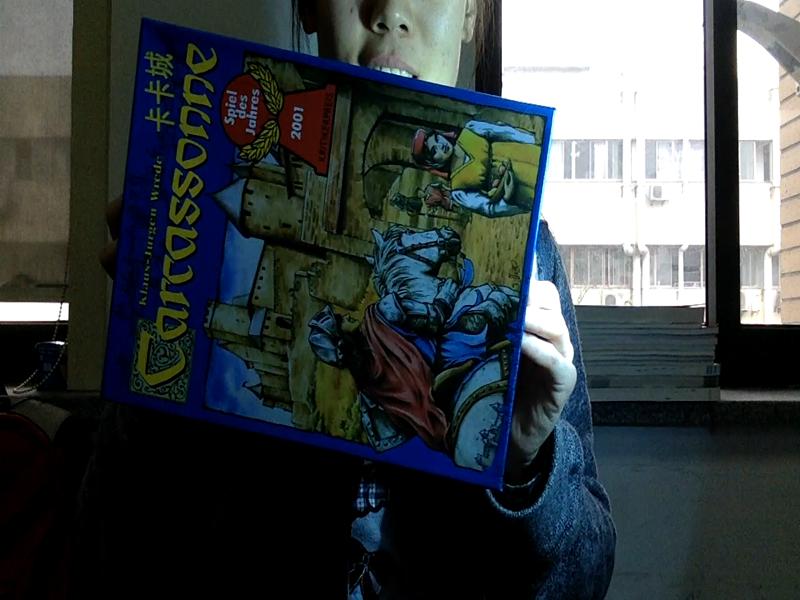 卡卡城
Carcassonne
Klaus-Jürgen Wrede
Spiel
des
Jahres
2001